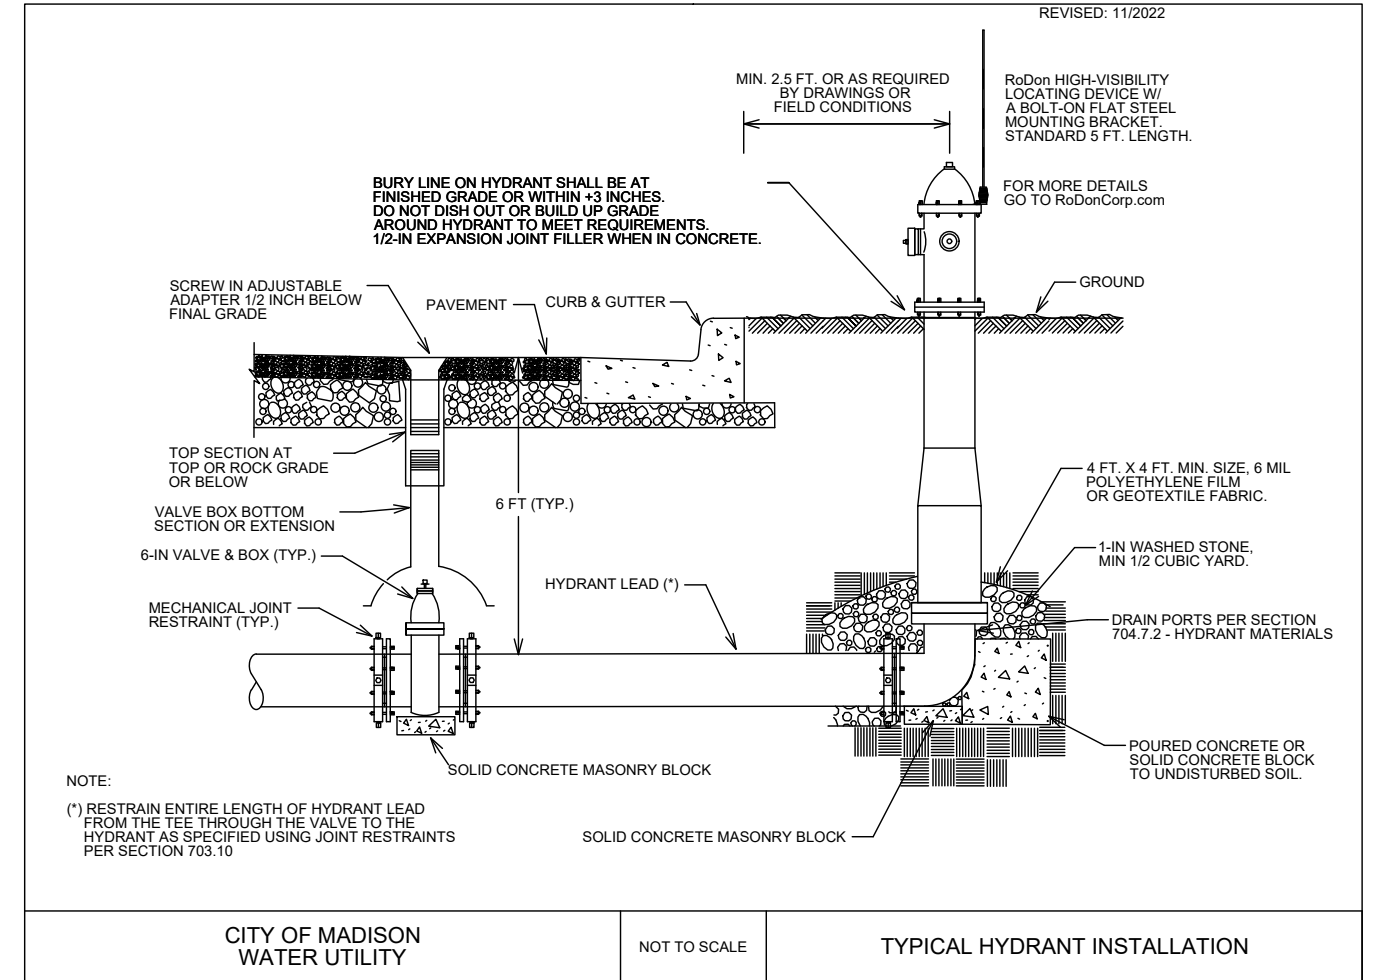 REVISED: 11/2022
MIN. 2.5 FT. OR AS REQUIRED
BY DRAWINGS OR
FIELD CONDITIONS
RoDon HIGH-VISIBILITY
LOCATING DEVICE W/
A BOLT-ON FLAT STEEL
MOUNTING BRACKET.
STANDARD 5 FT. LENGTH.
FOR MORE DETAILS
GO TO RoDonCorp.com
BURY LINE ON HYDRANT SHALL BE AT
FINISHED GRADE OR WITHIN +3 INCHES.
DO NOT DISH OUT OR BUILD UP GRADE
AROUND HYDRANT TO MEET REQUIREMENTS.
1/2-IN EXPANSION JOINT FILLER WHEN IN CONCRETE.
SCREW IN ADJUSTABLE
ADAPTER 1/2 INCH BELOW
FINAL GRADE
PAVEMENT
CURB & GUTTER
GROUND
TOP SECTION AT
TOP OR ROCK GRADE
OR BELOW
VALVE BOX BOTTOM
SECTION OR EXTENSION
6-IN VALVE & BOX (TYP.)
MECHANICAL JOINT
RESTRAINT (TYP.)
6 FT (TYP.)
HYDRANT LEAD (*)
4 FT. X 4 FT. MIN. SIZE, 6 MIL
POLYETHYLENE FILM
OR GEOTEXTILE FABRIC.
1-IN WASHED STONE,
MIN 1/2 CUBIC YARD.
DRAIN PORTS PER SECTION
704.7.2 - HYDRANT MATERIALS
POURED CONCRETE OR
SOLID CONCRETE BLOCK
TO UNDISTURBED SOIL.
SOLID CONCRETE MASONRY BLOCK
SOLID CONCRETE MASONRY BLOCK
NOTE:
(*) RESTRAIN ENTIRE LENGTH OF HYDRANT LEAD
FROM THE TEE THROUGH THE VALVE TO THE
HYDRANT AS SPECIFIED USING JOINT RESTRAINTS
PER SECTION 703.10
CITY OF MADISON
WATER UTILITY
NOT TO SCALE
TYPICAL HYDRANT INSTALLATION